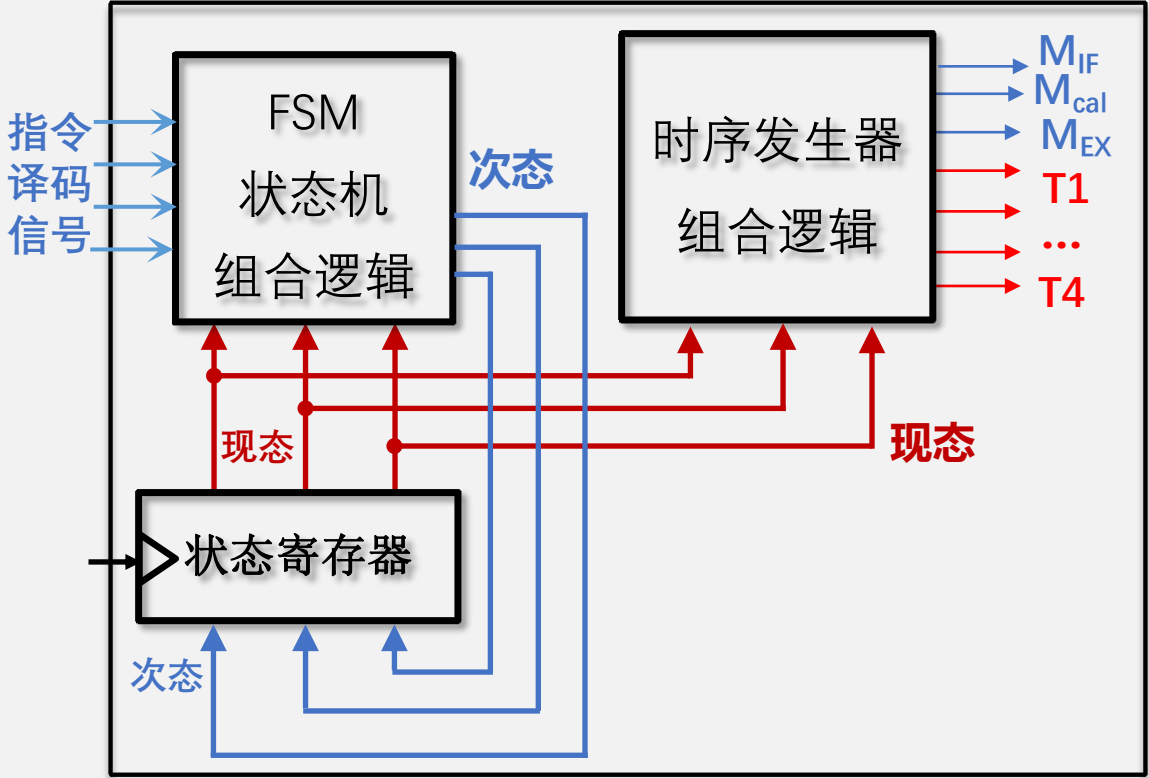 指令
译码
信号
FSM
状态机
组合逻辑
次态
时序发生器
组合逻辑
MIF
Mcal
MEX
T1
...
T4
现态
现态
状态寄存器
次态